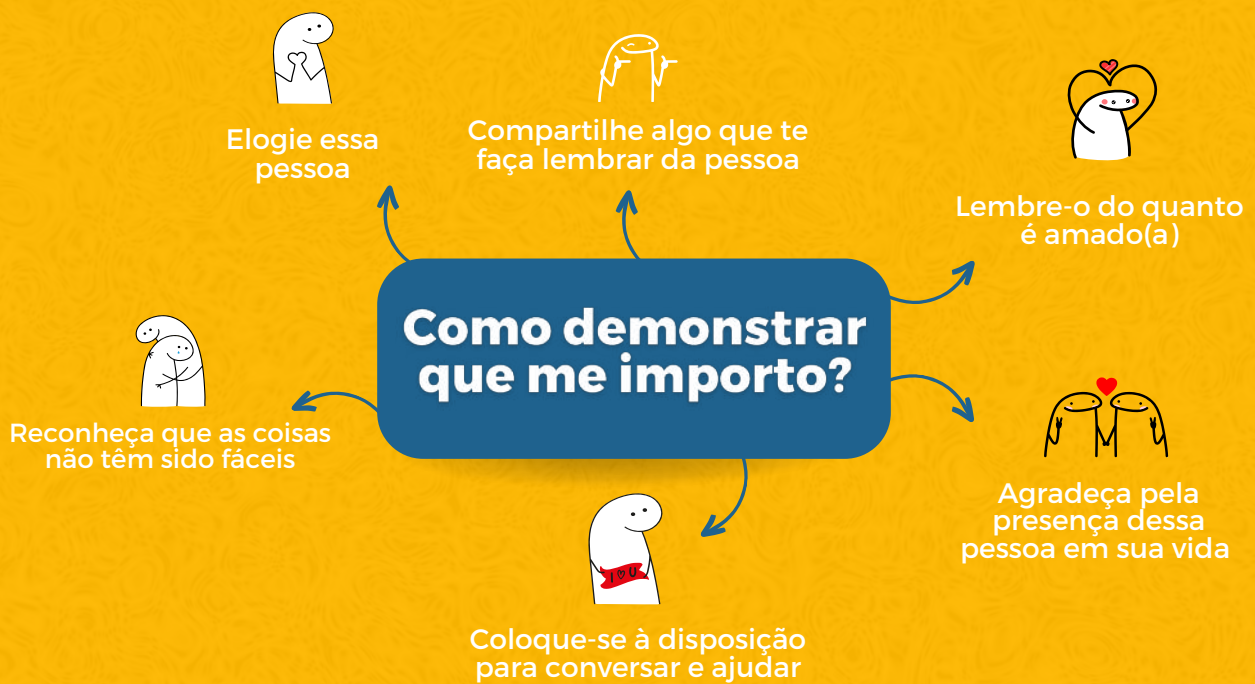 Elogie essa
pessoa
Compartilhe algo que te
faça lembrar da pessoa
Lembre-o do quanto
é amado(a)
Como demonstrar
que me importo?
Reconheça que as coisas
não têm sido fáceis
Agradeça pela
presença dessa
pessoa em sua vida
I ♡ U
Coloque-se à disposição
para conversar e ajudar